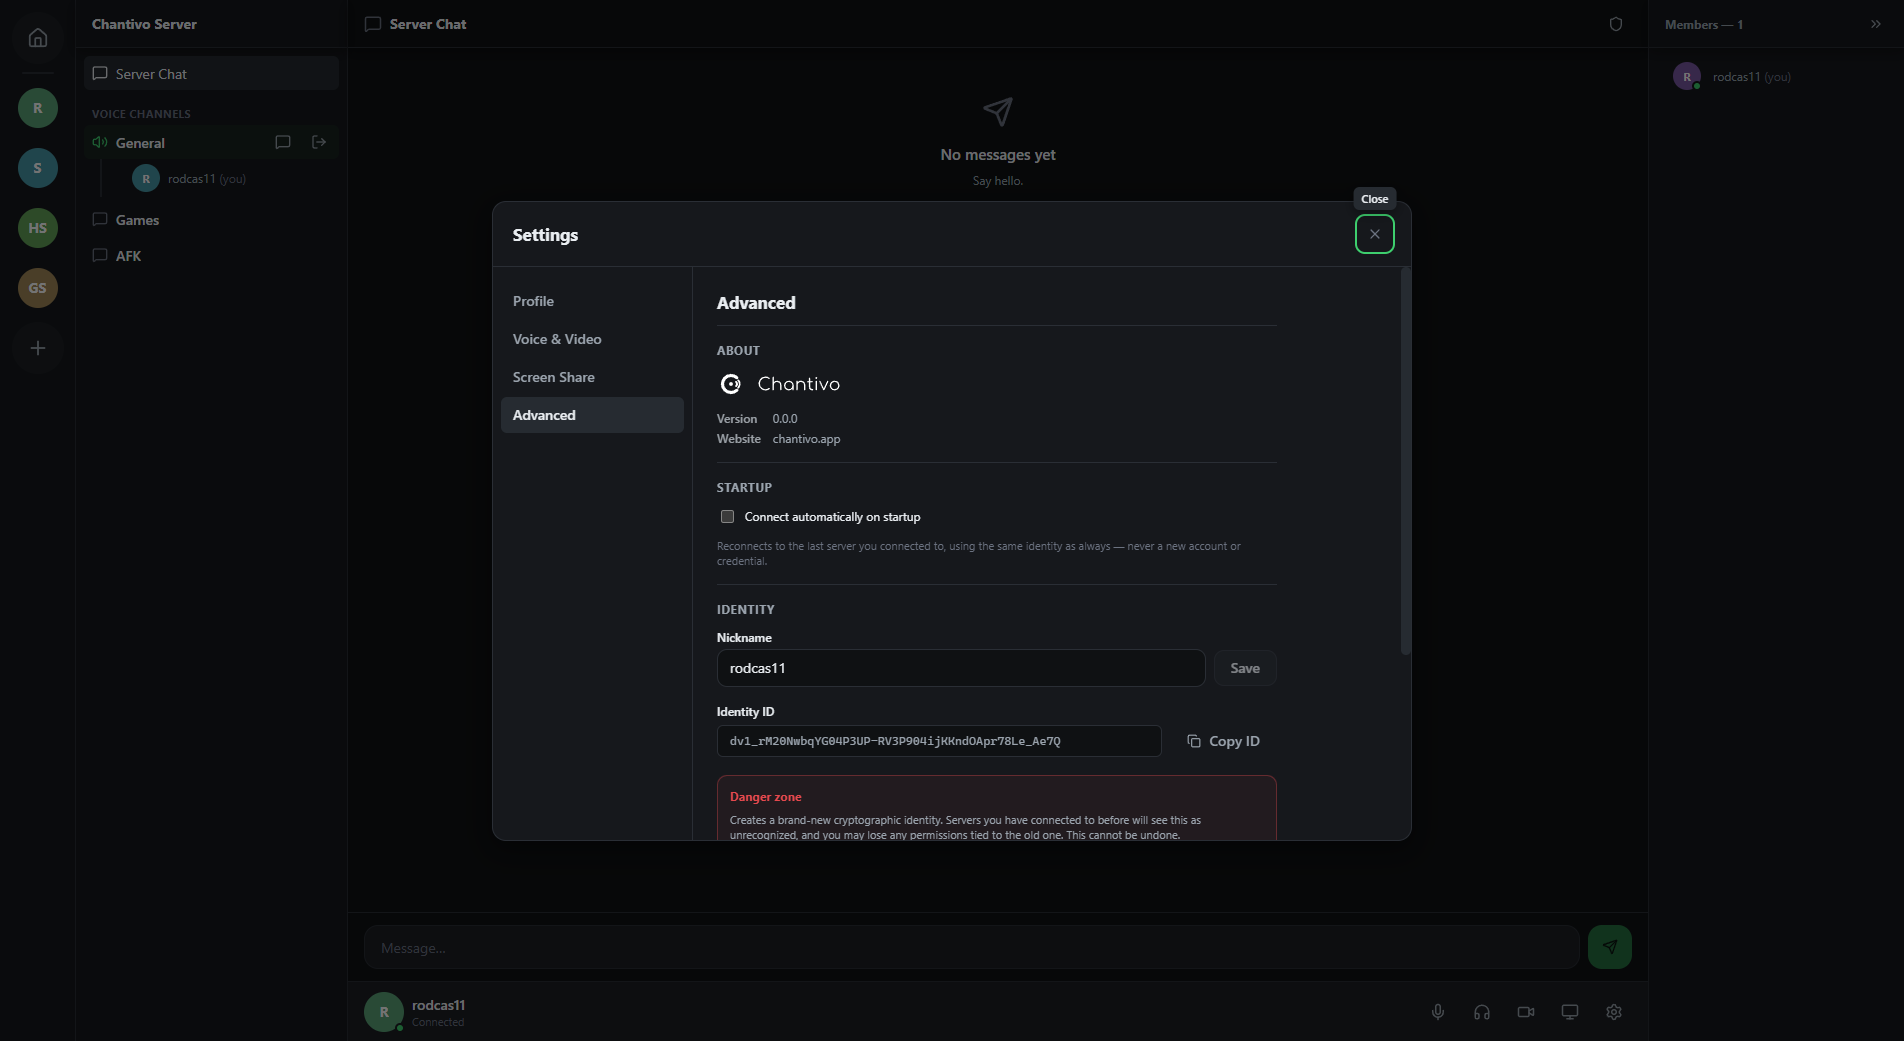 Chantivo Server
Server Chat
Members — 1
R
S
HS
GS
Server Chat
VOICE CHANNELS
General
R
rodcas11 (you)
Games
AFK
No messages yet
Say hello.
R
rodcas11 (you)
Close
Settings
Profile
Voice & Video
Screen Share
Advanced
Advanced
ABOUT
Chantivo
Version 0.0.0
Website chantivo.app
STARTUP
Connect automatically on startup
Reconnects to the last server you connected to, using the same identity as always — never a new account or
credential.
IDENTITY
Nickname
rodcas11
Save
Identity ID
dv1_rM20NwbqYG04P3UP-RV3P904ijKKndOApr78Le_Ae7Q
Copy ID
Danger zone
Creates a brand-new cryptographic identity. Servers you have connected to before will see this as
unrecognized, and you may lose any permissions tied to the old one. This cannot be undone.
Message...
R
rodcas11
Connected